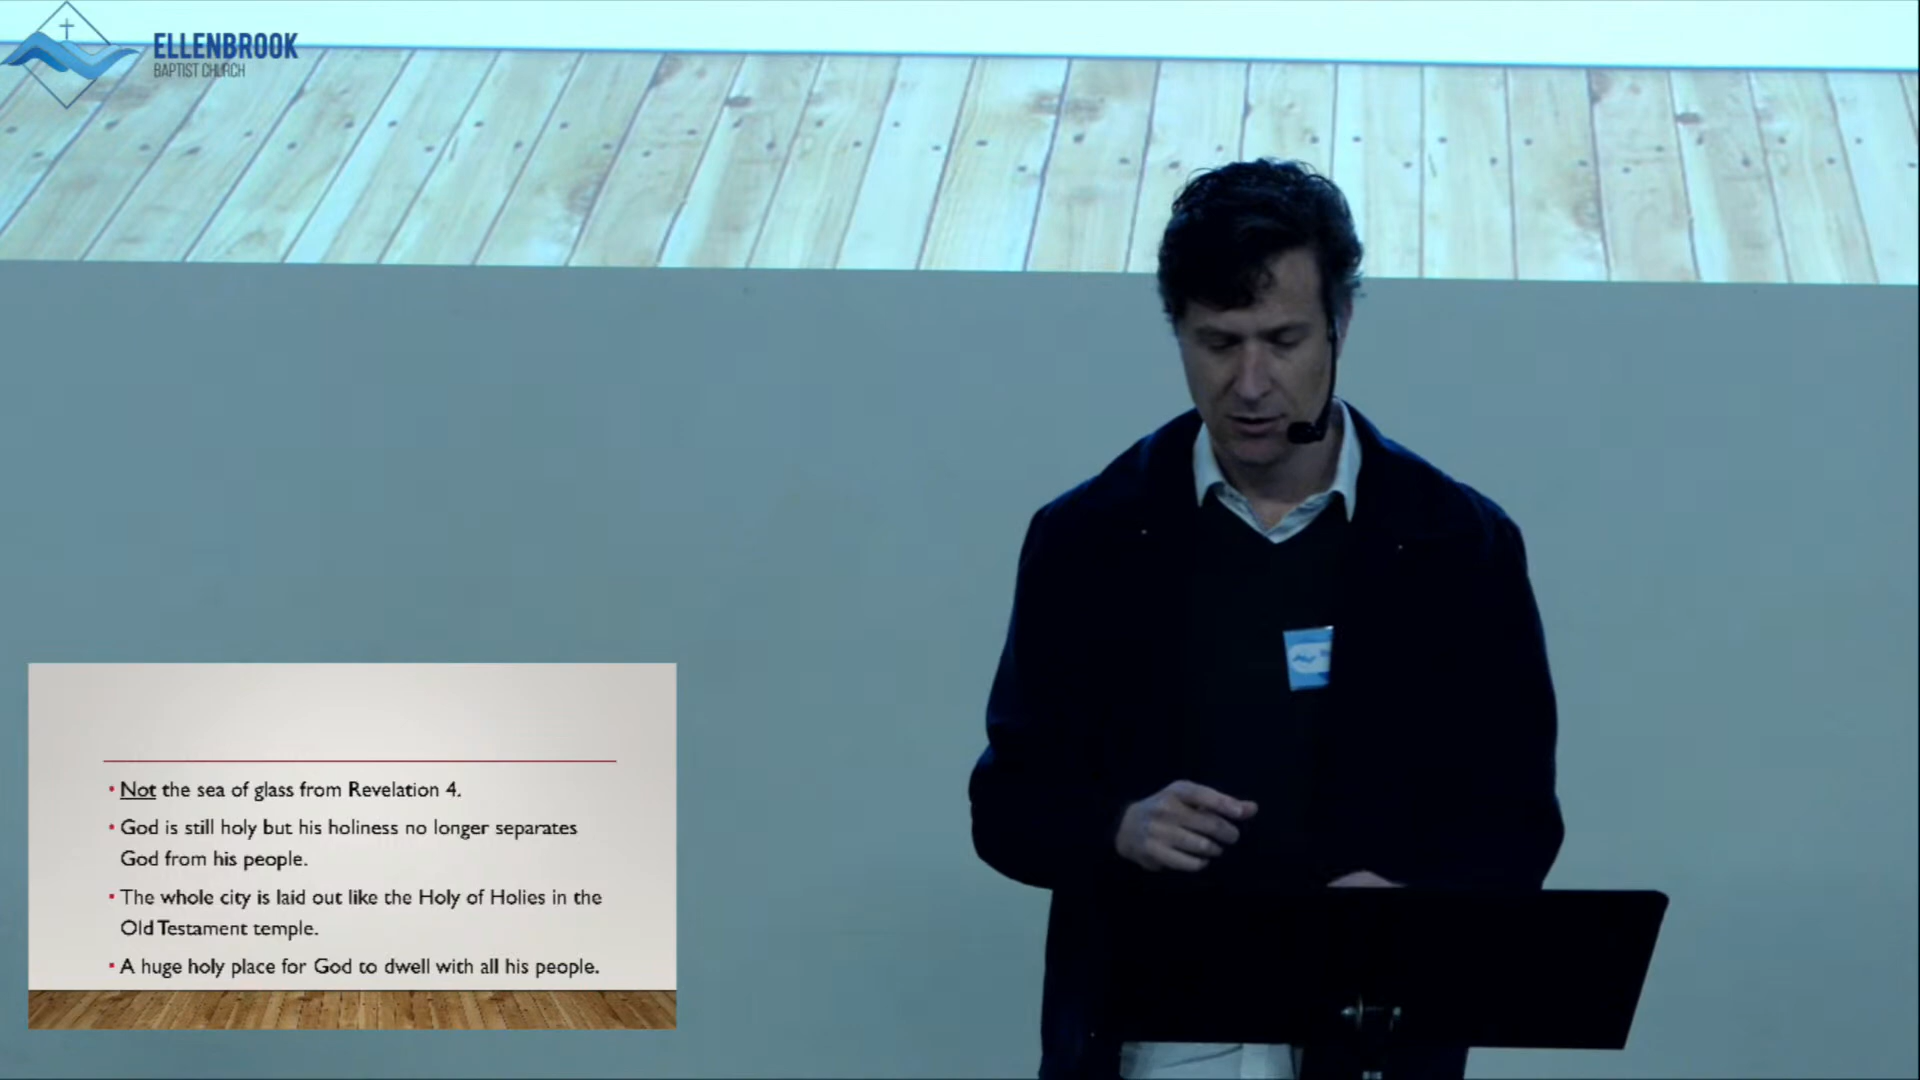 ELLENBROOK
BAPTIST CHURCH
• Not the sea of glass from Revelation 4.
• God is still holy but his holiness no longer separates
God from his people.
• The whole city is laid out like the Holy of Holies in the
Old Testament temple.
• A huge holy place for God to dwell with all his people.